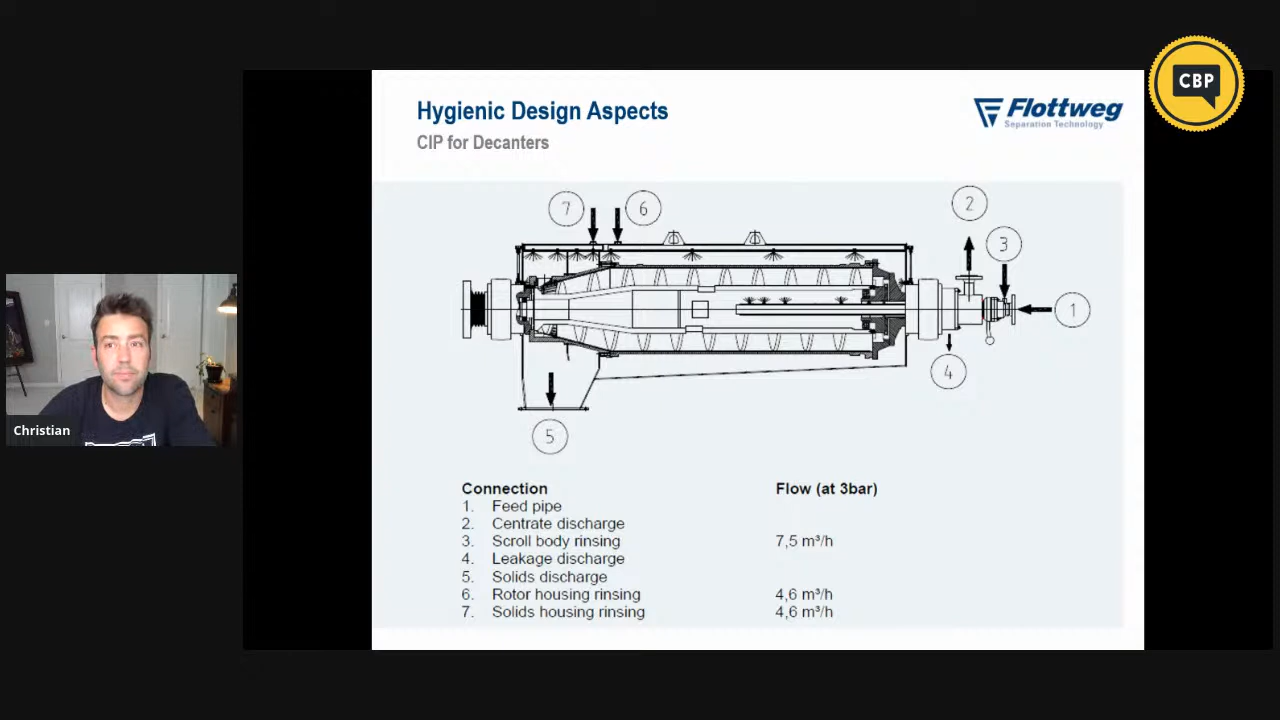 CBP
Hygienic Design Aspects
CIP for Decanters
Flottweg
Separation Technology
7
6
2
3
1
4
5
Christian
Connection Flow (at 3bar)
1. Feed pipe
2. Centrate discharge
3. Scroll body rinsing 7,5 m³/h
4. Leakage discharge
5. Solids discharge
6. Rotor housing rinsing 4,6 m³/h
7. Solids housing rinsing 4,6 m³/h